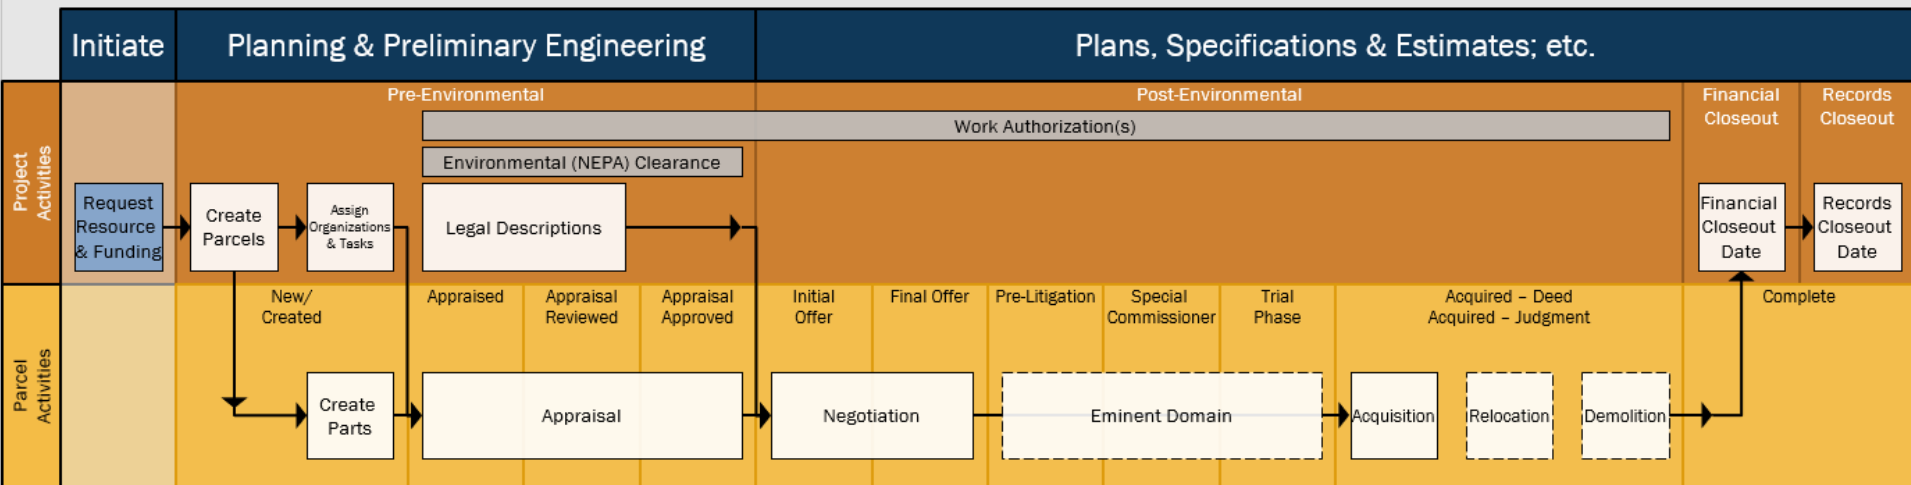 Initiate
Planning & Preliminary Engineering
Plans, Specifications & Estimates; etc.
Project
Activities
Pre-Environmental
Post-Environmental
Financial
Closeout
Records
Closeout
Work Authorization(s)
Environmental (NEPA) Clearance
Request
Resource
& Funding
Create
Parcels
Assign
Organizations
& Tasks
Legal Descriptions
Financial
Closeout
Date
Records
Closeout
Date
Parcel
Activities
New/
Created
Appraised
Appraisal
Reviewed
Appraisal
Approved
Initial
Offer
Final Offer
Pre-Litigation
Special
Commissioner
Trial
Phase
Acquired – Deed
Acquired – Judgment
Complete
Create
Parts
Appraisal
Negotiation
Eminent Domain
Acquisition
Relocation
Demolition